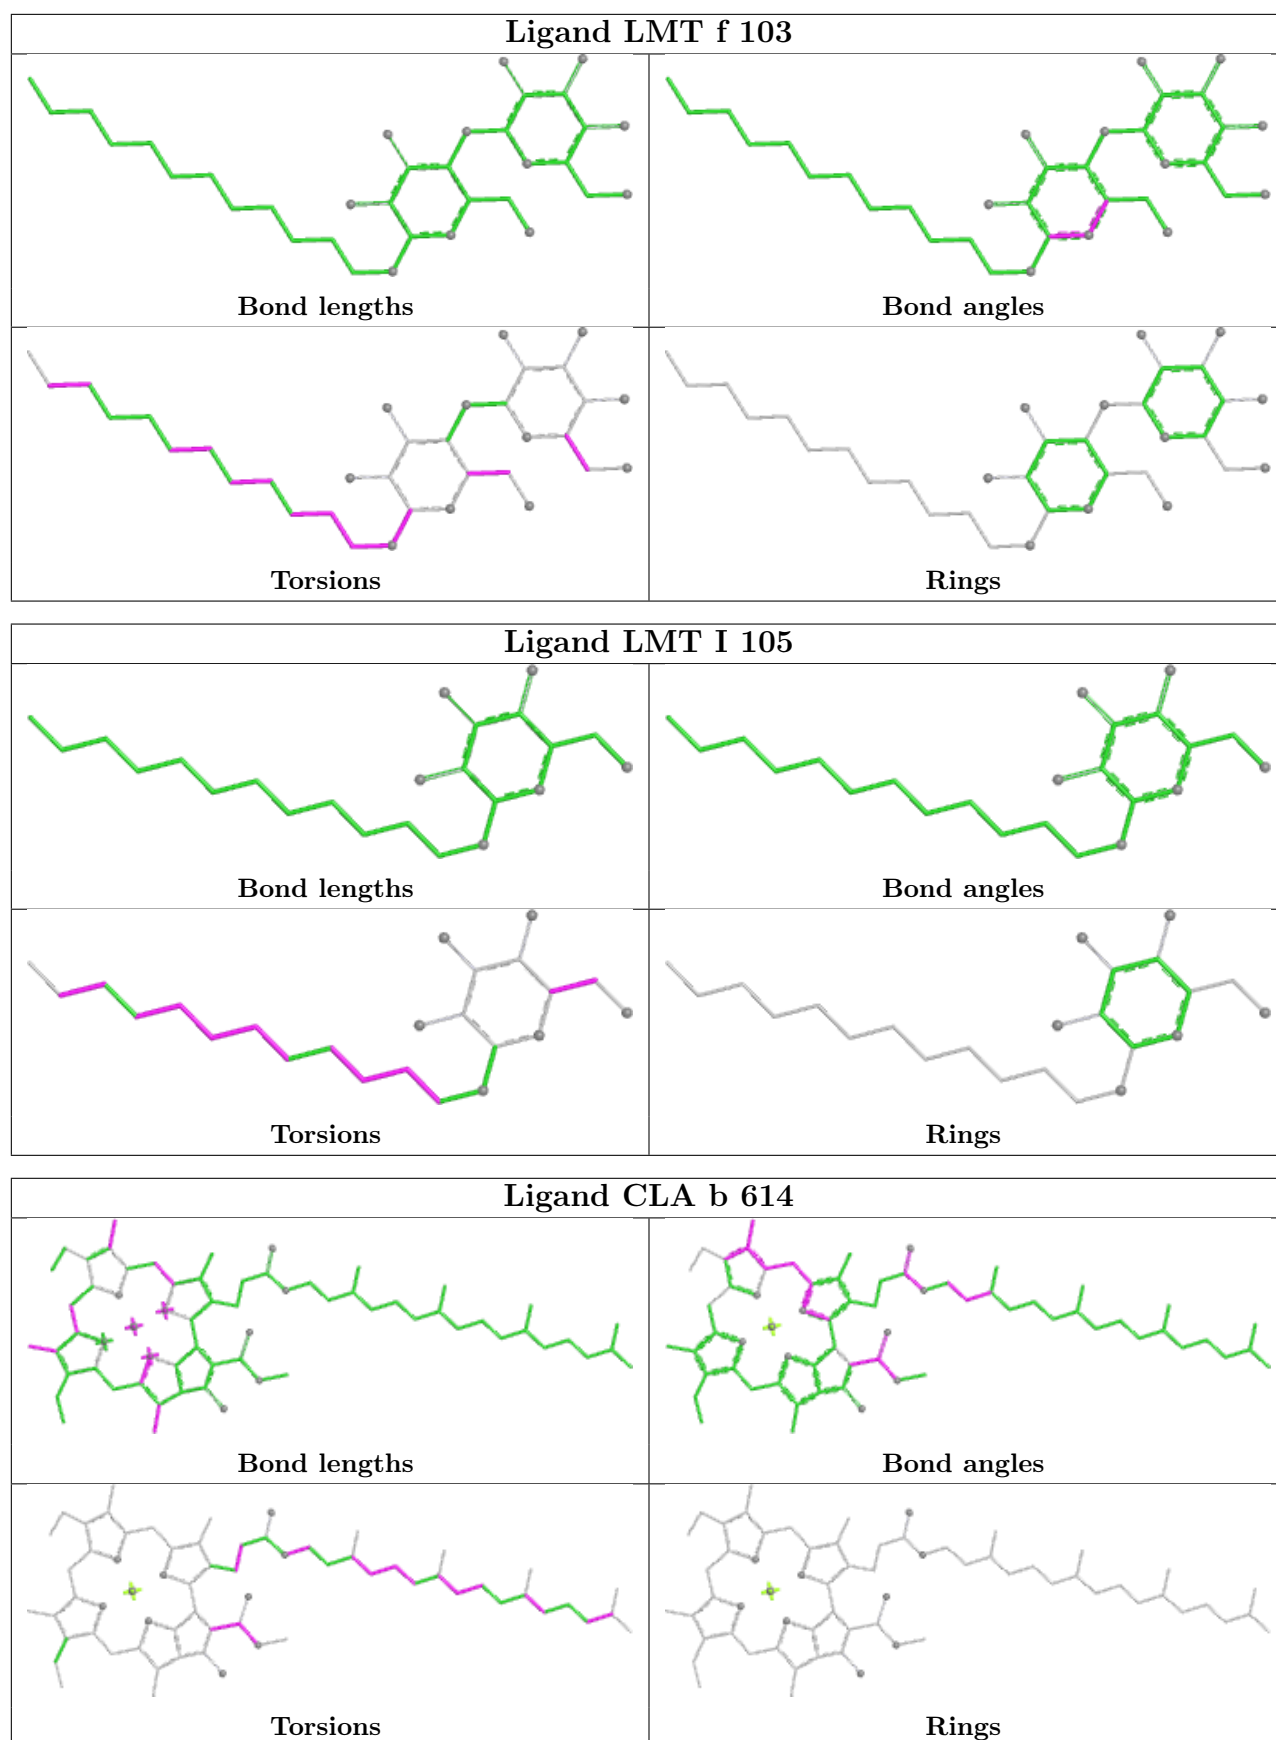 Ligand LMT f 103
Bond lengths
Bond angles
Torsions
Rings
Ligand LMT I 105
Bond lengths
Bond angles
Torsions
Rings
Ligand CLA b 614
Bond lengths
Bond angles
Torsions
Rings